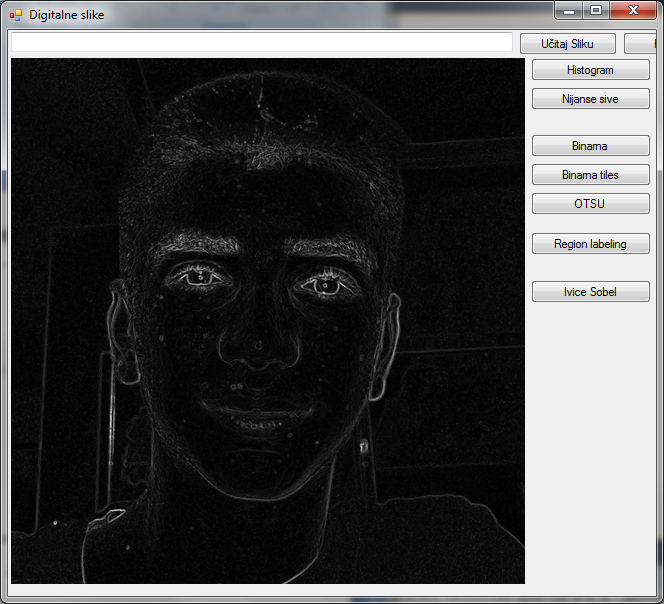 Digitalne slike
Učitaj Sliku
Histogram
Nijanse sive
Binarna
Binarna tiles
OTSU
Region labeling
Ivice Sobel